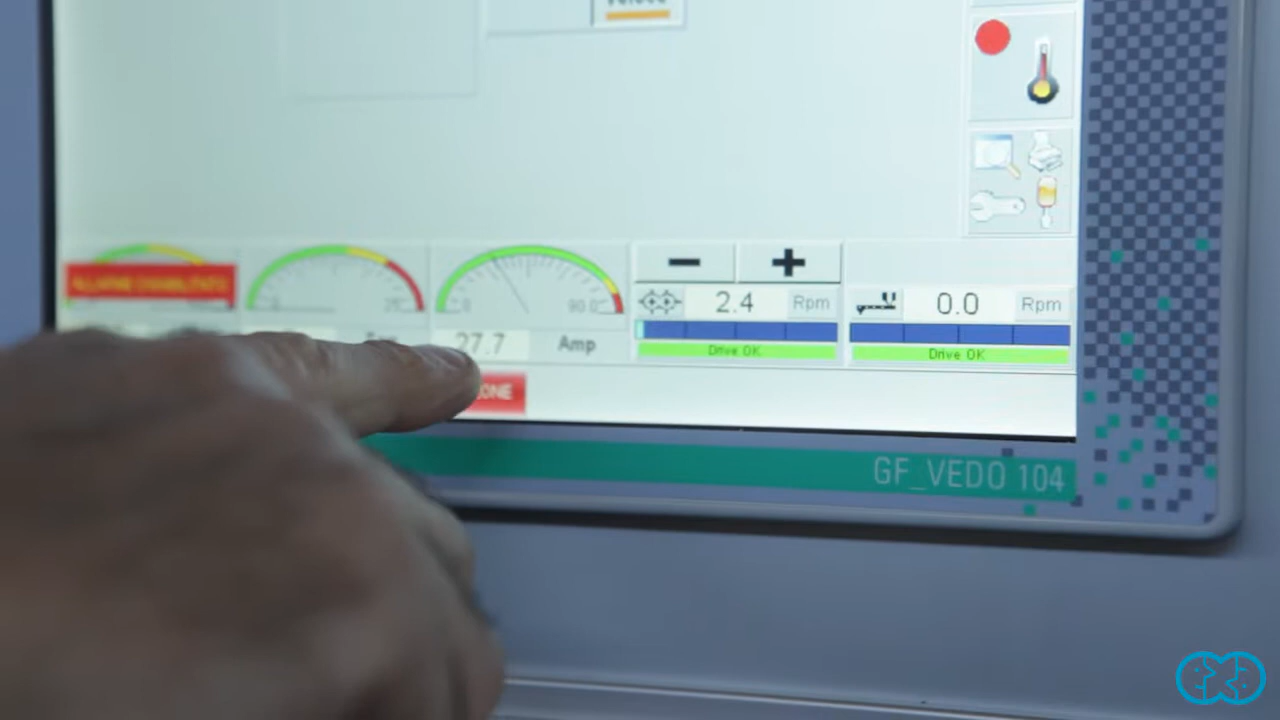 ALLARME DISABILITATO
0
90.0
2.4 Rpm
0.0 Rpm
27.7 Amp
Drive OK
Drive OK
GF_VEDO 104